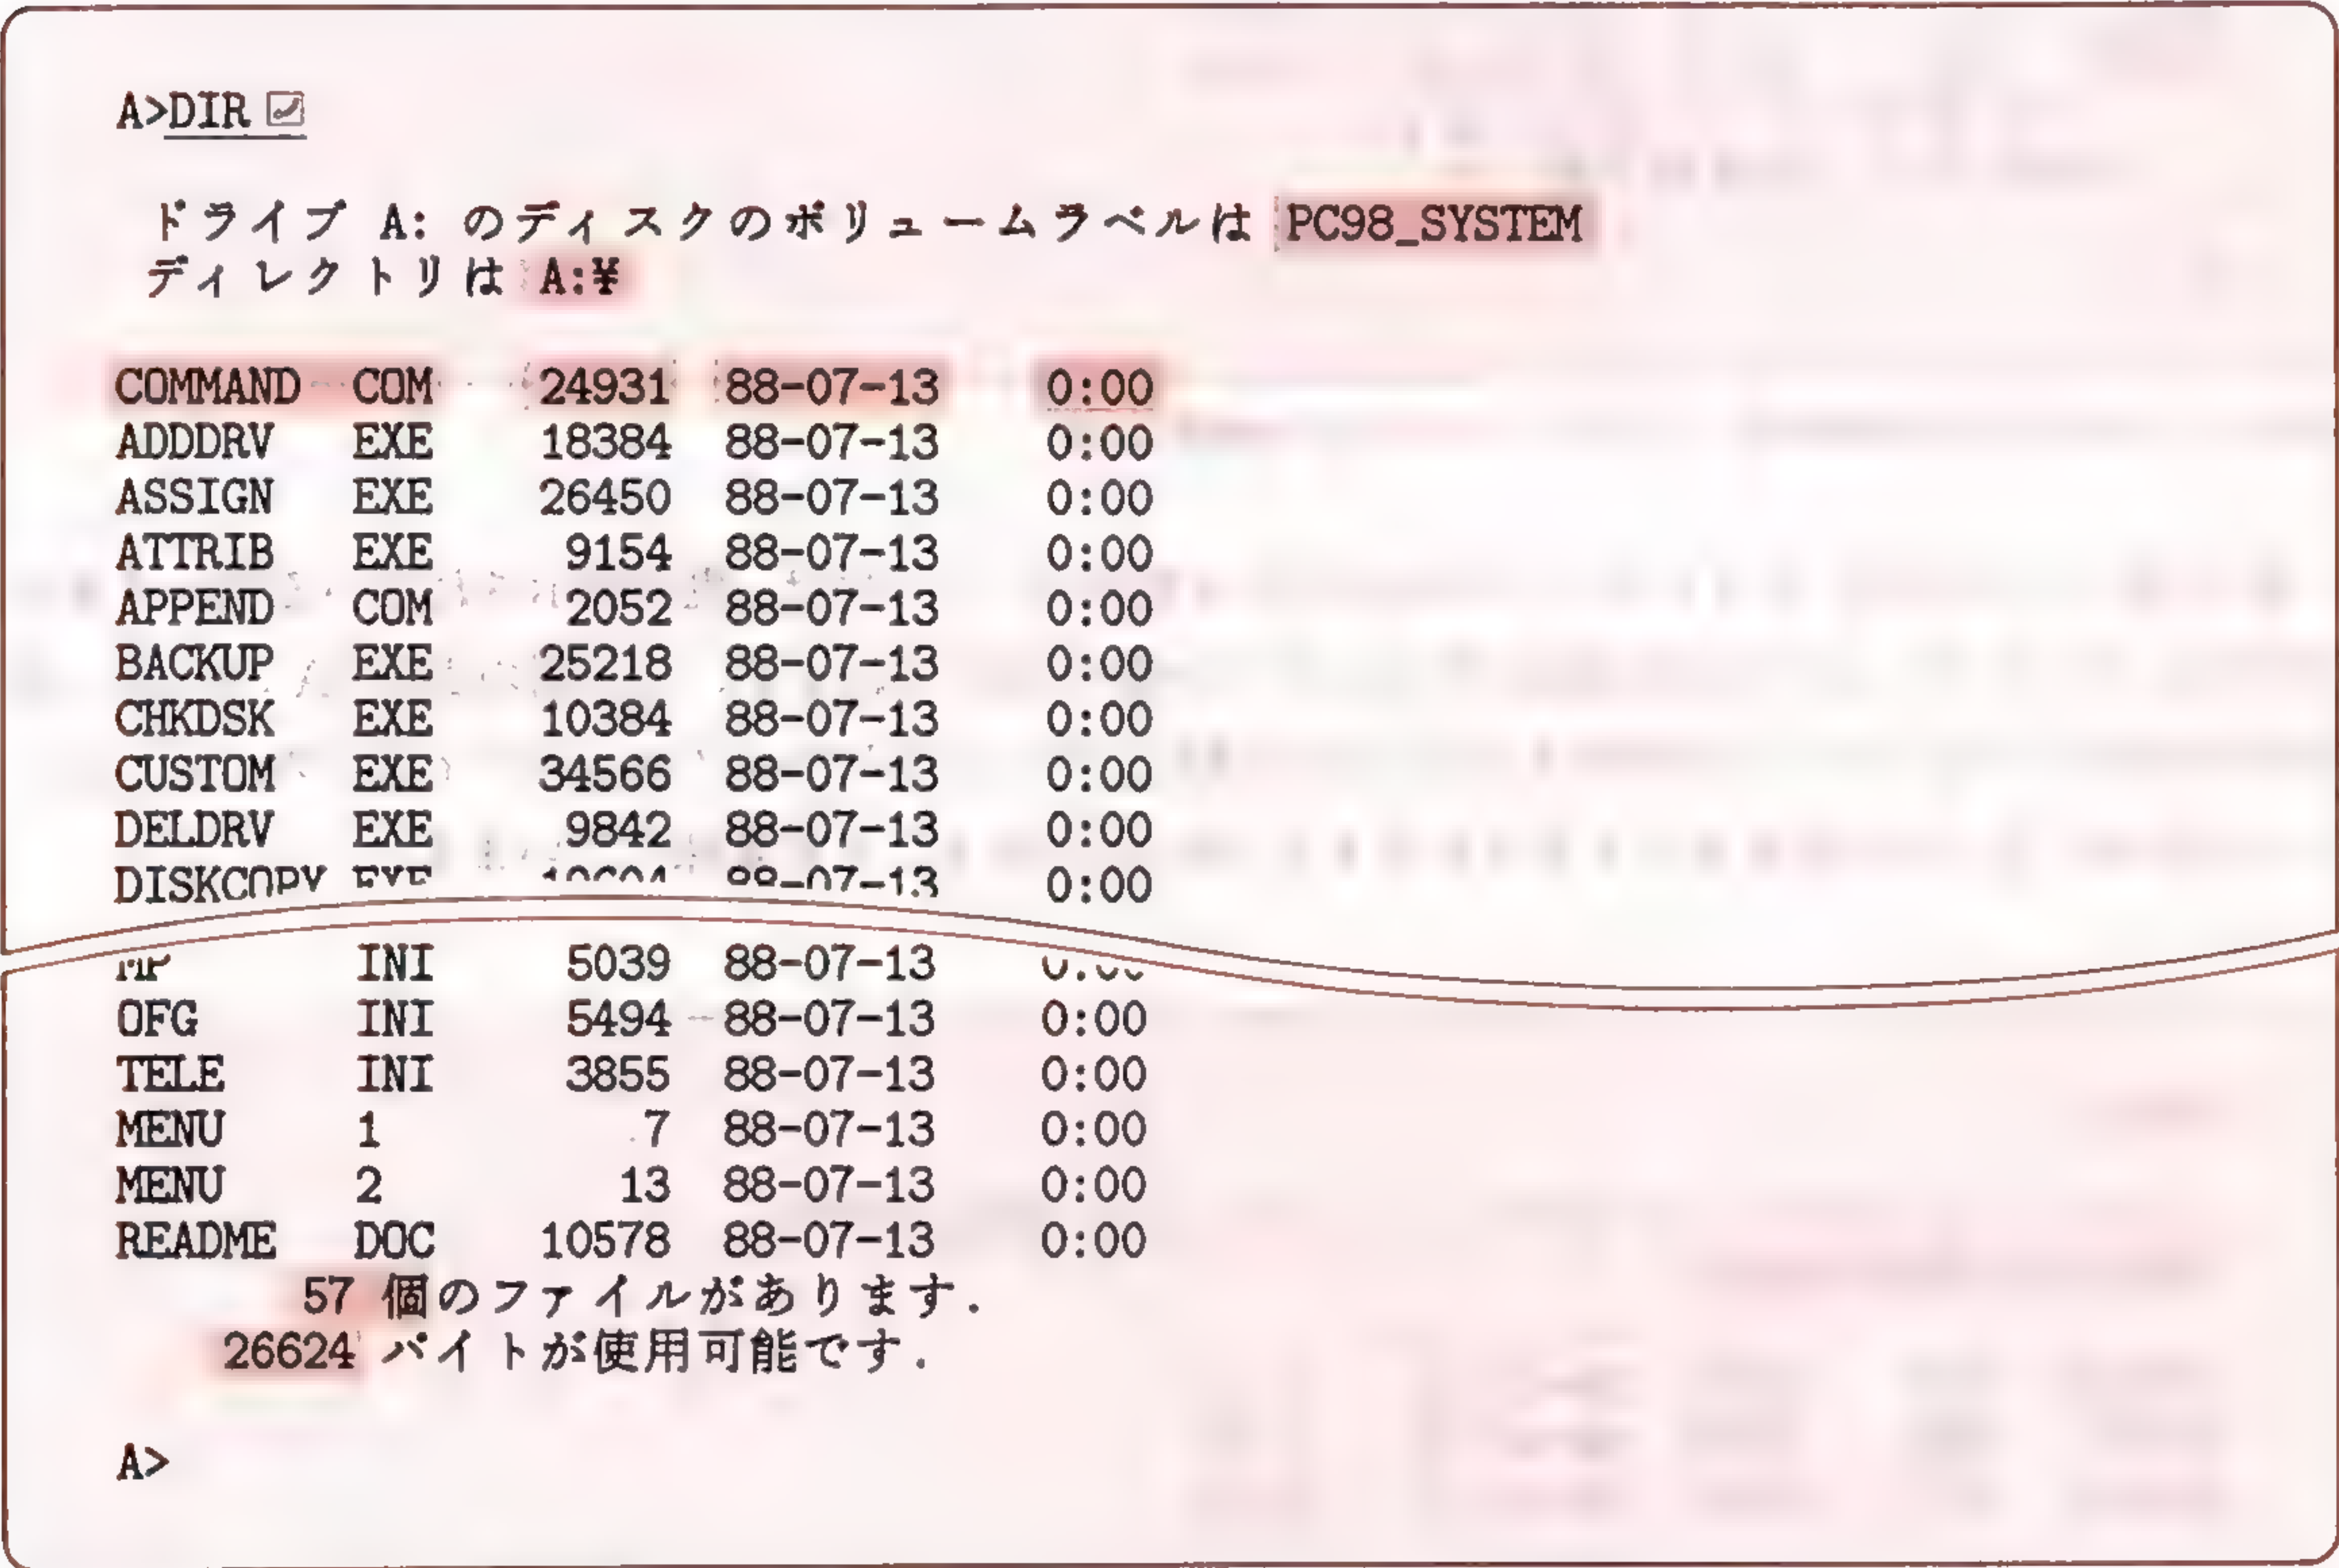 A>DIR
ドライブ A: のディスクのボリュームラベルは PC98_SYSTEM
ディレクトリは A:¥
COMMAND COM 24931 88-07-13 0:00
ADDDRV EXE 18384 88-07-13 0:00
ASSIGN EXE 26450 88-07-13 0:00
ATTRIB EXE 9154 88-07-13 0:00
APPEND COM 2052 88-07-13 0:00
BACKUP EXE 25218 88-07-13 0:00
CHKDSK EXE 10384 88-07-13 0:00
CUSTOM EXE 34566 88-07-13 0:00
DELDRV EXE 9842 88-07-13 0:00
DISKCOPY EXE 88-07-13 0:00
INI 5039 88-07-13 0:00
OFG INI 5494 88-07-13 0:00
TELE INI 3855 88-07-13 0:00
MENU 1 7 88-07-13 0:00
MENU 2 13 88-07-13 0:00
README DOC 10578 88-07-13 0:00
57 個のファイルがあります.
26624 バイトが使用可能です.
A>